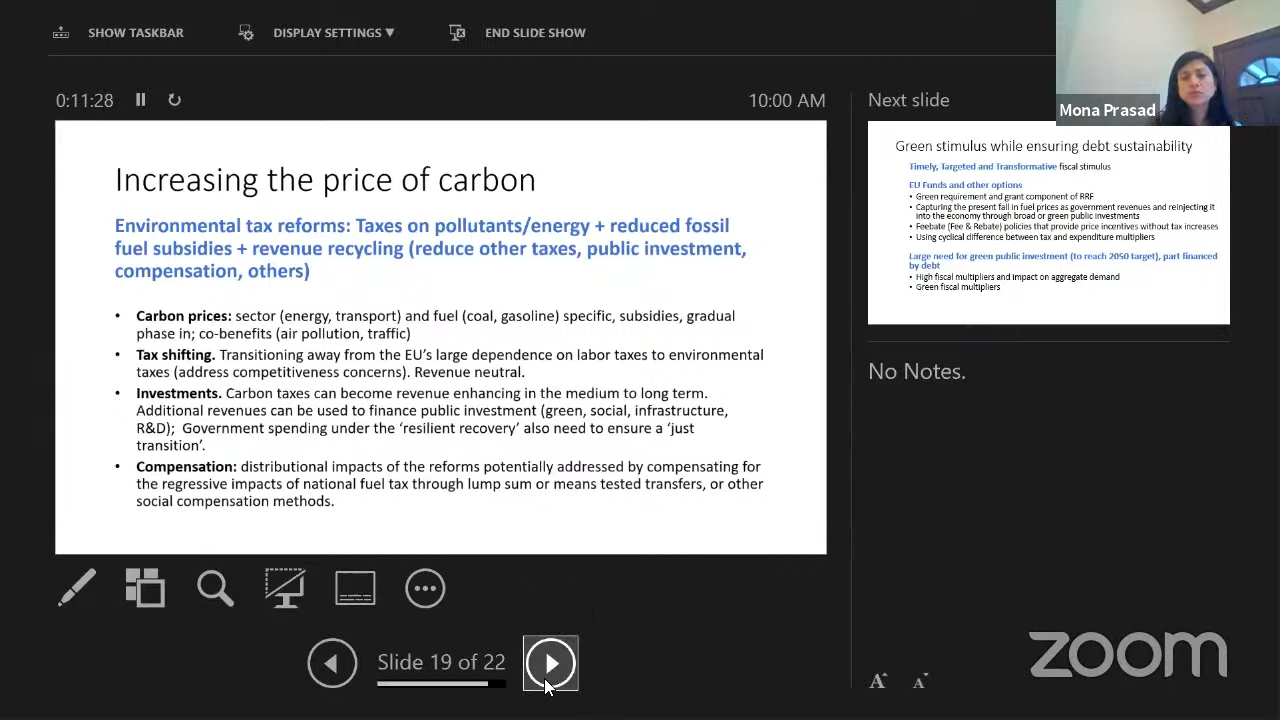 SHOW TASKBAR
DISPLAY SETTINGS ▼
END SLIDE SHOW
Mona Prasad
0:11:28
10:00 AM
Increasing the price of carbon
Environmental tax reforms: Taxes on pollutants/energy + reduced fossil
fuel subsidies + revenue recycling (reduce other taxes, public investment,
compensation, others)
• Carbon prices: sector (energy, transport) and fuel (coal, gasoline) specific, subsidies, gradual
phase in; co-benefits (air pollution, traffic)
• Tax shifting. Transitioning away from the EU's large dependence on labor taxes to environmental
taxes (address competitiveness concerns). Revenue neutral.
• Investments. Carbon taxes can become revenue enhancing in the medium to long term.
Additional revenues can be used to finance public investment (green, social, infrastructure,
R&D);  Government spending under the ‘resilient recovery’ also need to ensure a ‘just
transition’.
• Compensation: distributional impacts of the reforms potentially addressed by compensating for
the regressive impacts of national fuel tax through lump sum or means tested transfers, or other
social compensation methods.
Slide 19 of 22
Next slide
Green stimulus while ensuring debt sustainability
Timely, Targeted and Transformative fiscal stimulus
EU Funds and other options
• Green requirement and grant component of RRF
• Capturing the present fall in fuel prices as government revenues and reinjecting it
into the economy through broad or green public investments
• Feebate (Fee & Rebate) policies that provide price incentives without tax increases
• Using cyclical difference between tax and expenditure multipliers
Large need for green public investment (to reach 2050 target), part financed
by debt
• High fiscal multipliers and impact on aggregate demand
• Green fiscal multipliers
No Notes.
A A
zoom